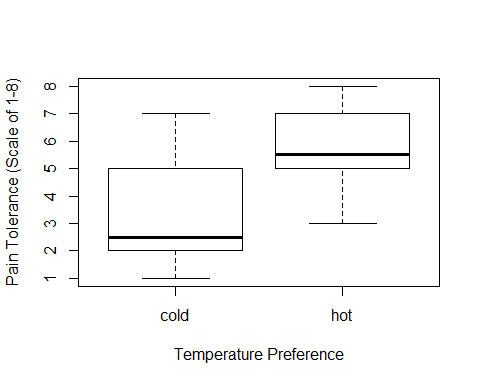 Pain Tolerance (Scale of 1-8)
8
7
6
5
4
3
2
1
cold hot
Temperature Preference